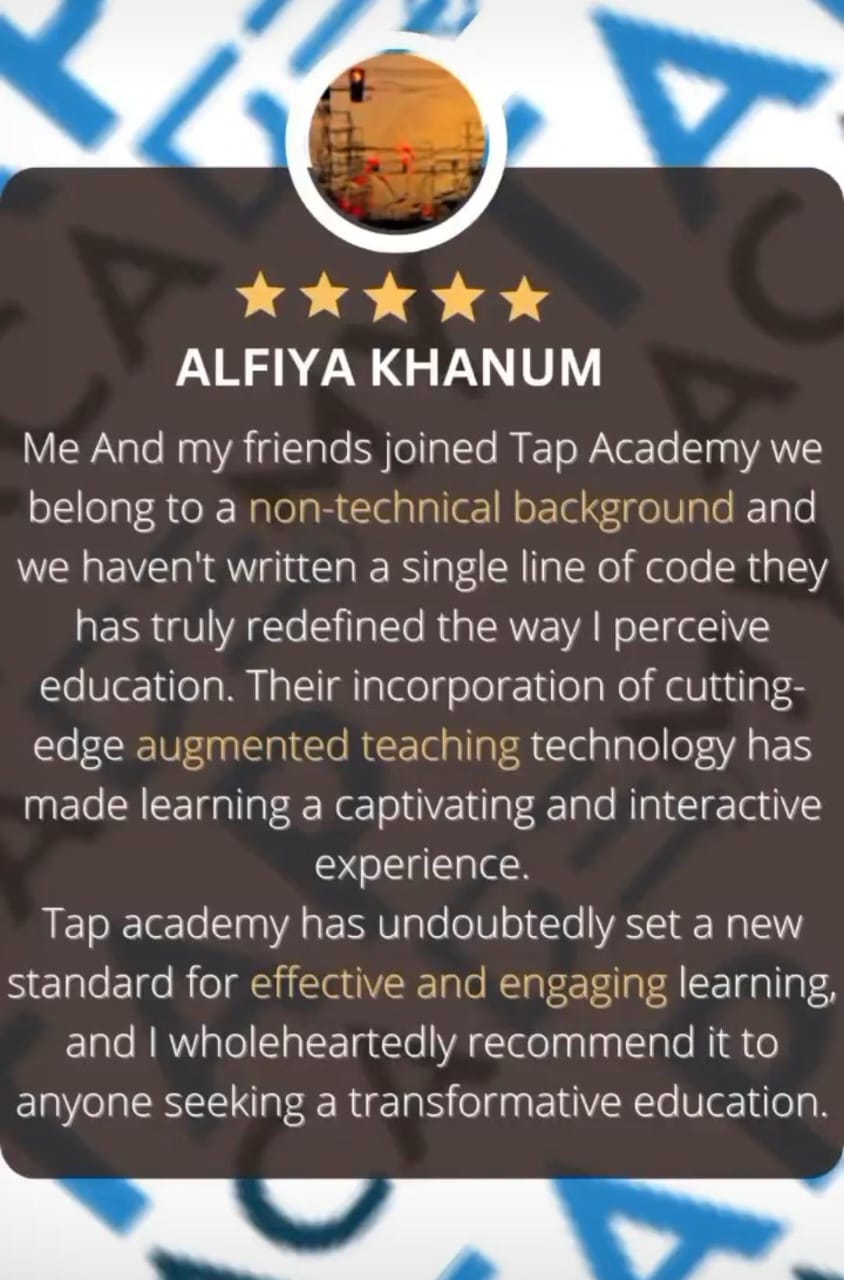 ALFIYA KHANUM
Me And my friends joined Tap Academy we
belong to a non-technical background and
we haven't written a single line of code they
has truly redefined the way I perceive
education. Their incorporation of cutting-
edge augmented teaching technology has
made learning a captivating and interactive
experience.
Tap academy has undoubtedly set a new
standard for effective and engaging learning,
and I wholeheartedly recommend it to
anyone seeking a transformative education.